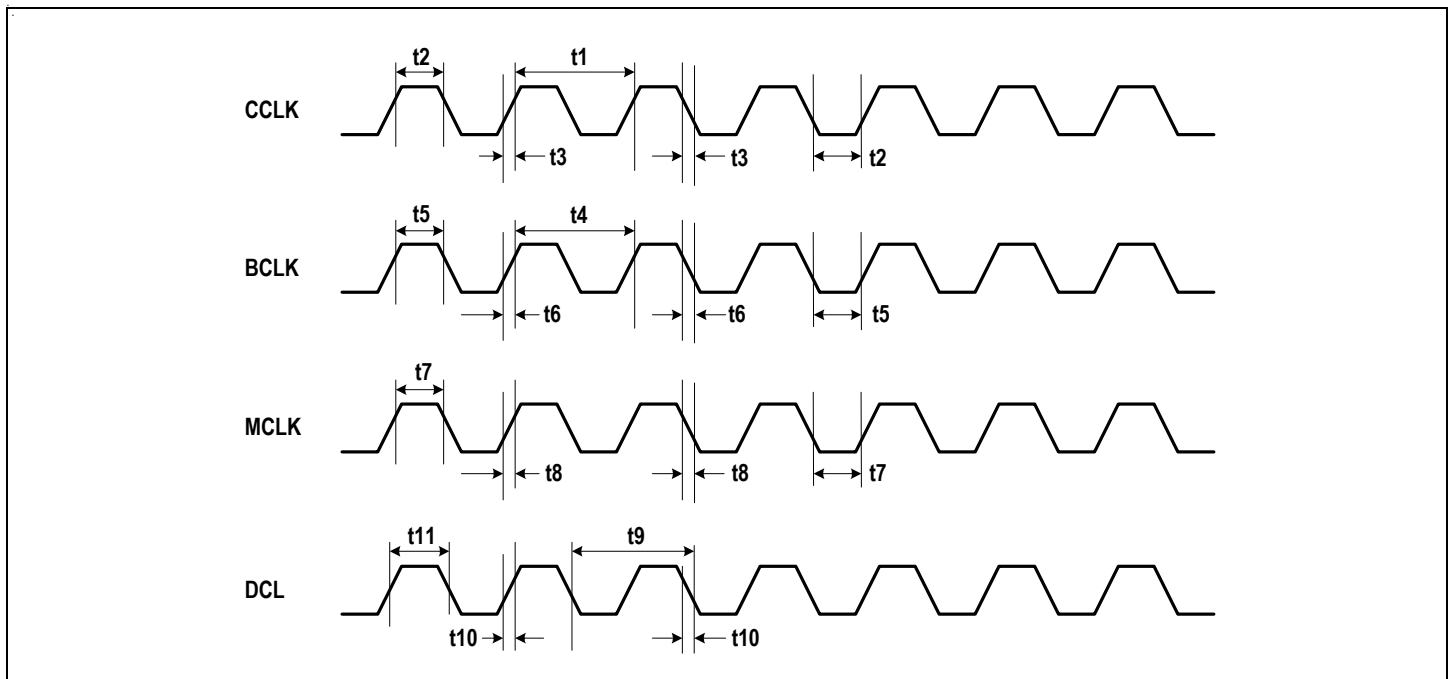 t2 t1
CCLK
t3 t3 t2
t5 t4
BCLK
t6 t6 t5
t7
MCLK
t8 t8 t7
t11 t9
DCL
t10 t10